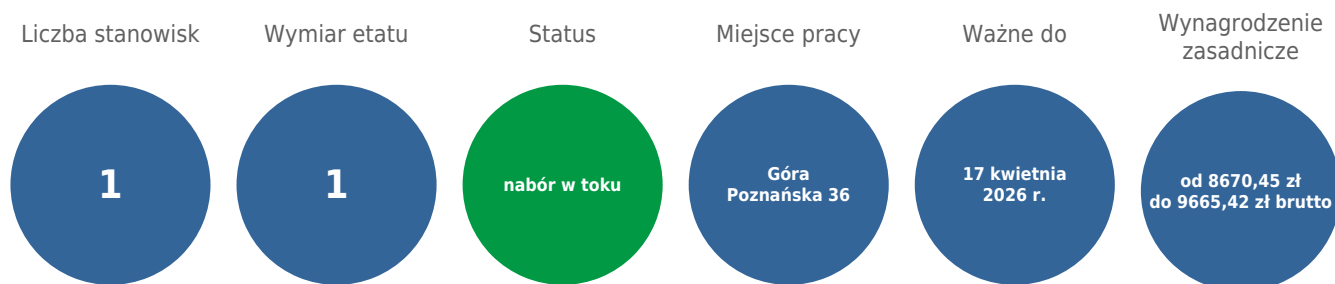 Liczba stanowisk
1
Wymiar etatu
1
Status
nabór w toku
Miejsce pracy
Góra
Poznańska 36
Ważne do
17 kwietnia
2026 r.
Wynagrodzenie
zasadnicze
od 8670,45 zł
do 9665,42 zł brutto